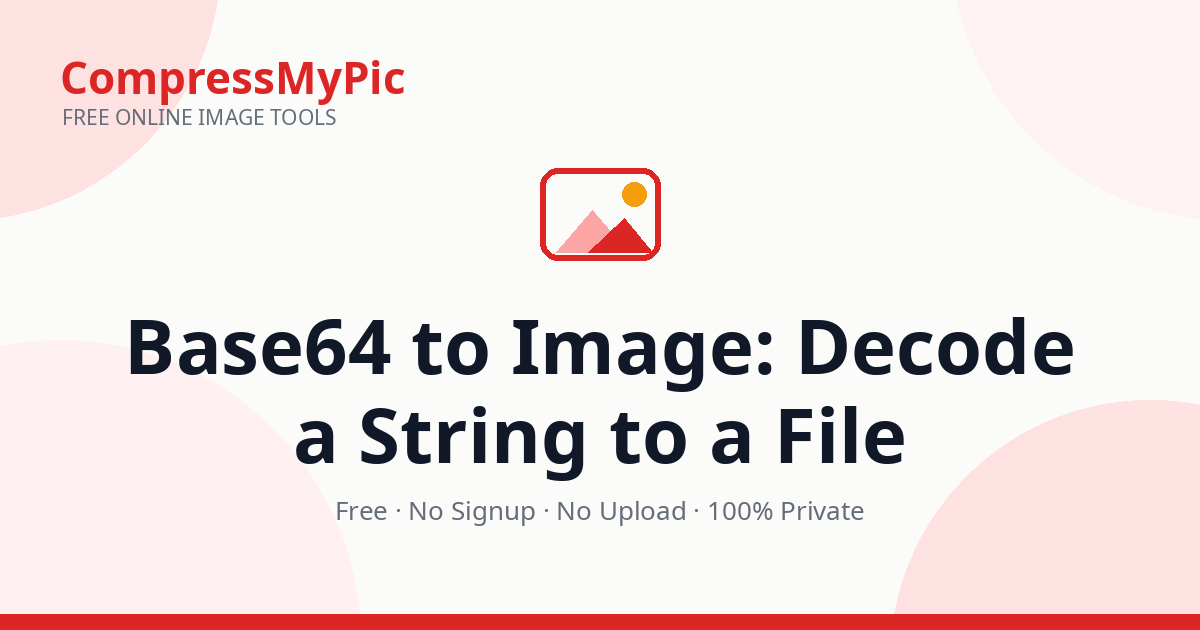 CompressMyPic
FREE ONLINE IMAGE TOOLS
Base64 to Image: Decode
a String to a File
Free · No Signup · No Upload · 100% Private